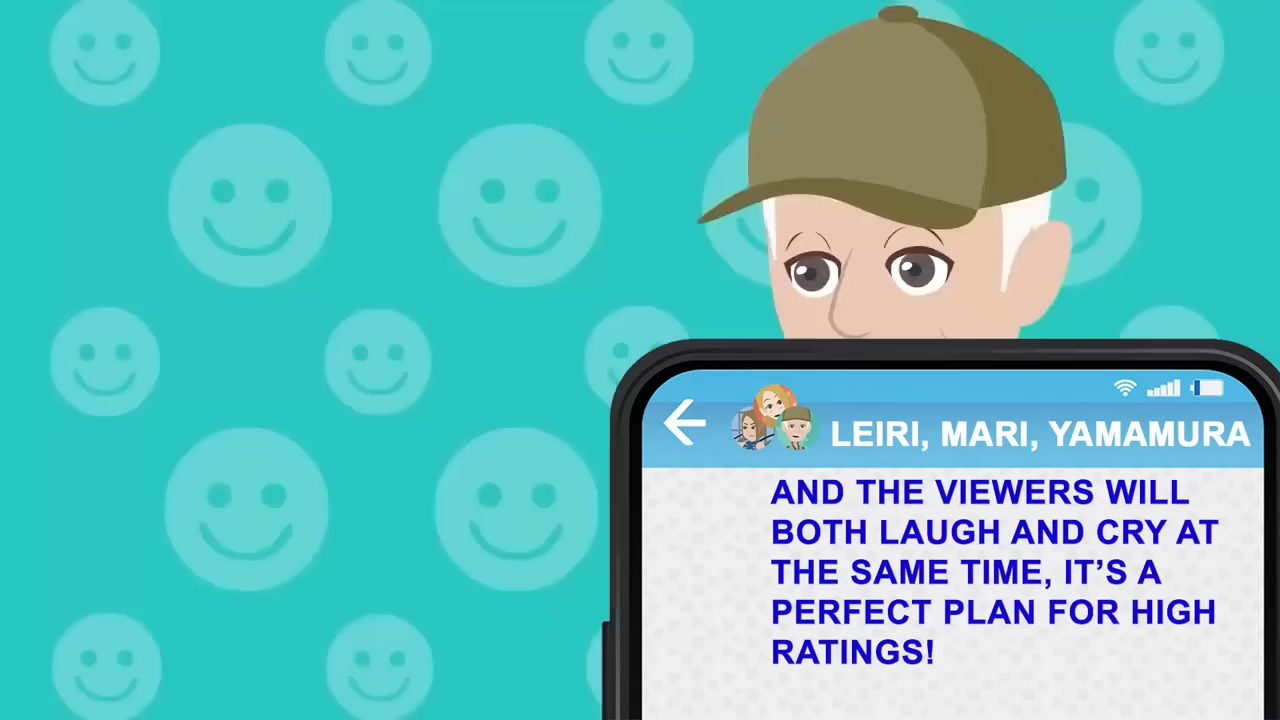 LEIRI, MARI, YAMAMURA
AND THE VIEWERS WILL
BOTH LAUGH AND CRY AT
THE SAME TIME, IT’S A
PERFECT PLAN FOR HIGH
RATINGS!